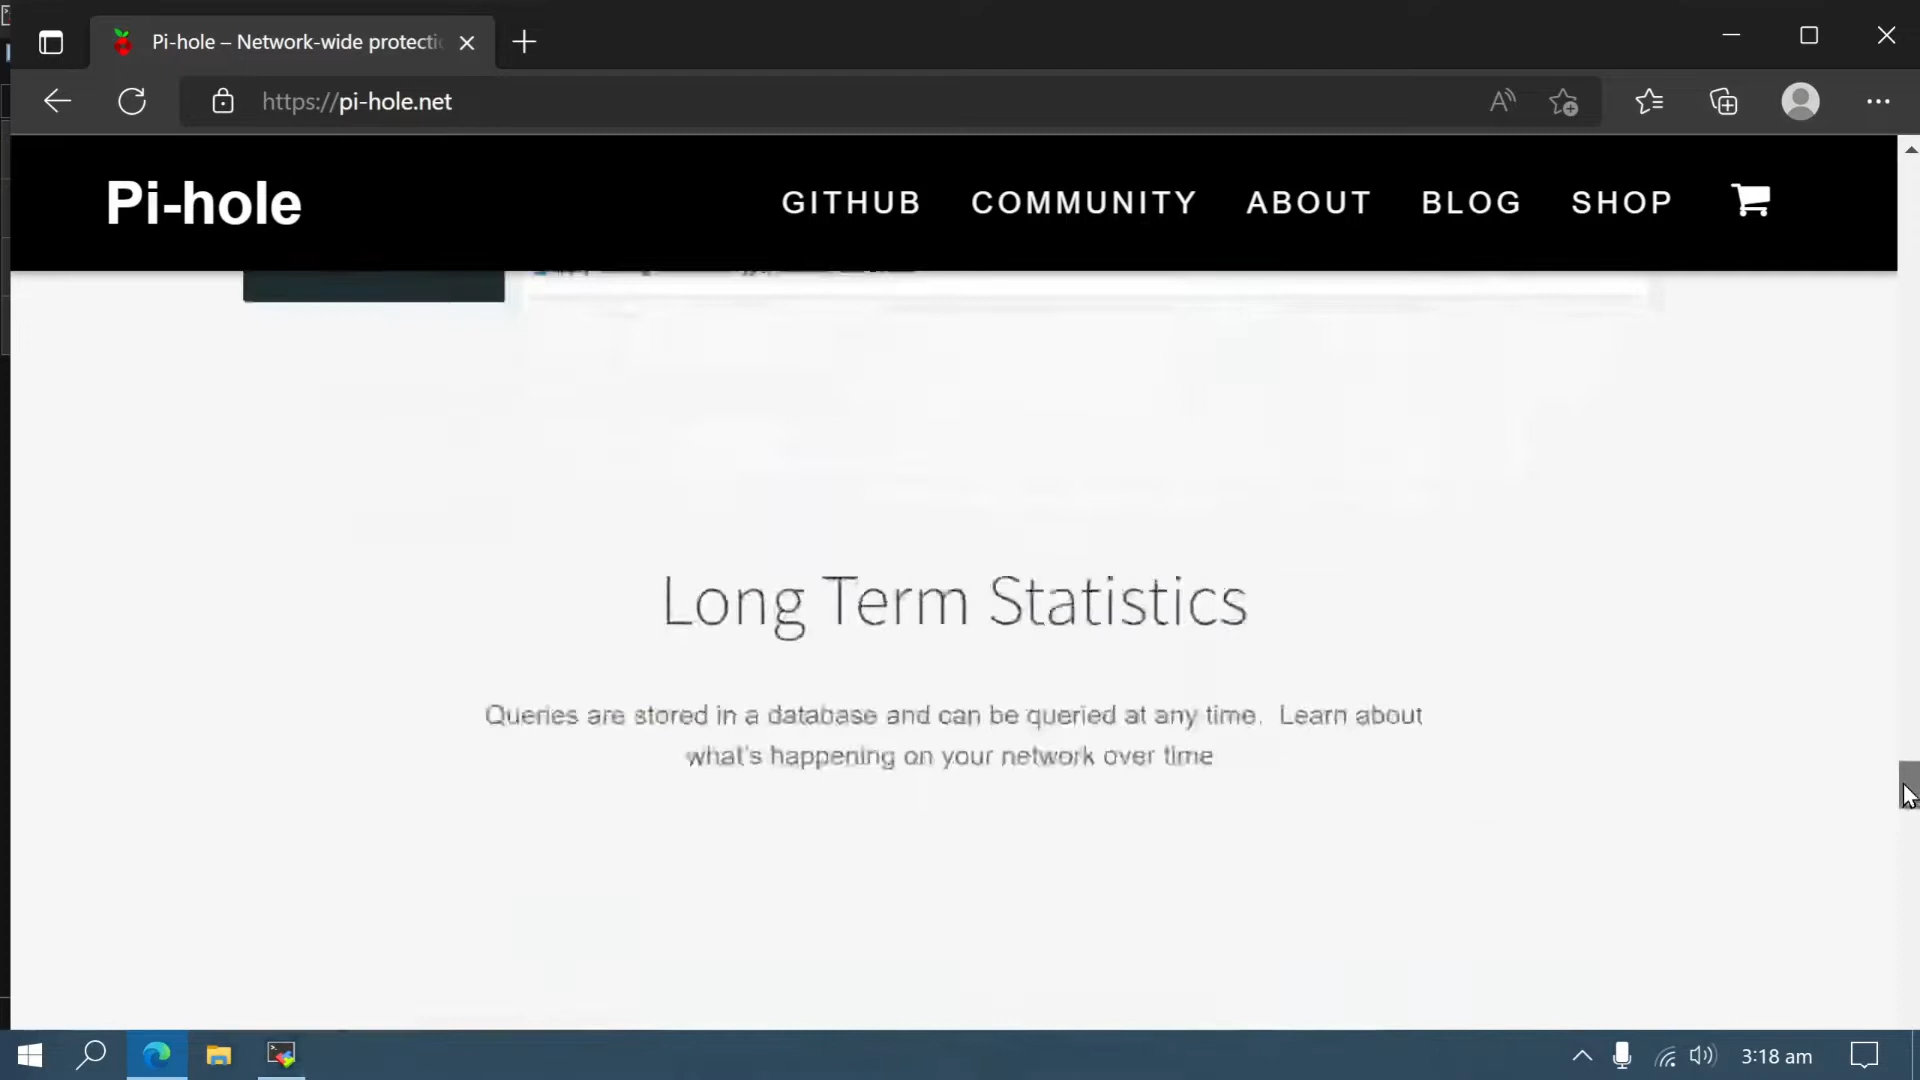 Pi-hole – Network-wide protecti
https://pi-hole.net
Pi-hole
GITHUB
COMMUNITY
ABOUT
BLOG
SHOP
Long Term Statistics
Queries are stored in a database and can be queried at any time. Learn about
what's happening on your network over time
3:18 am